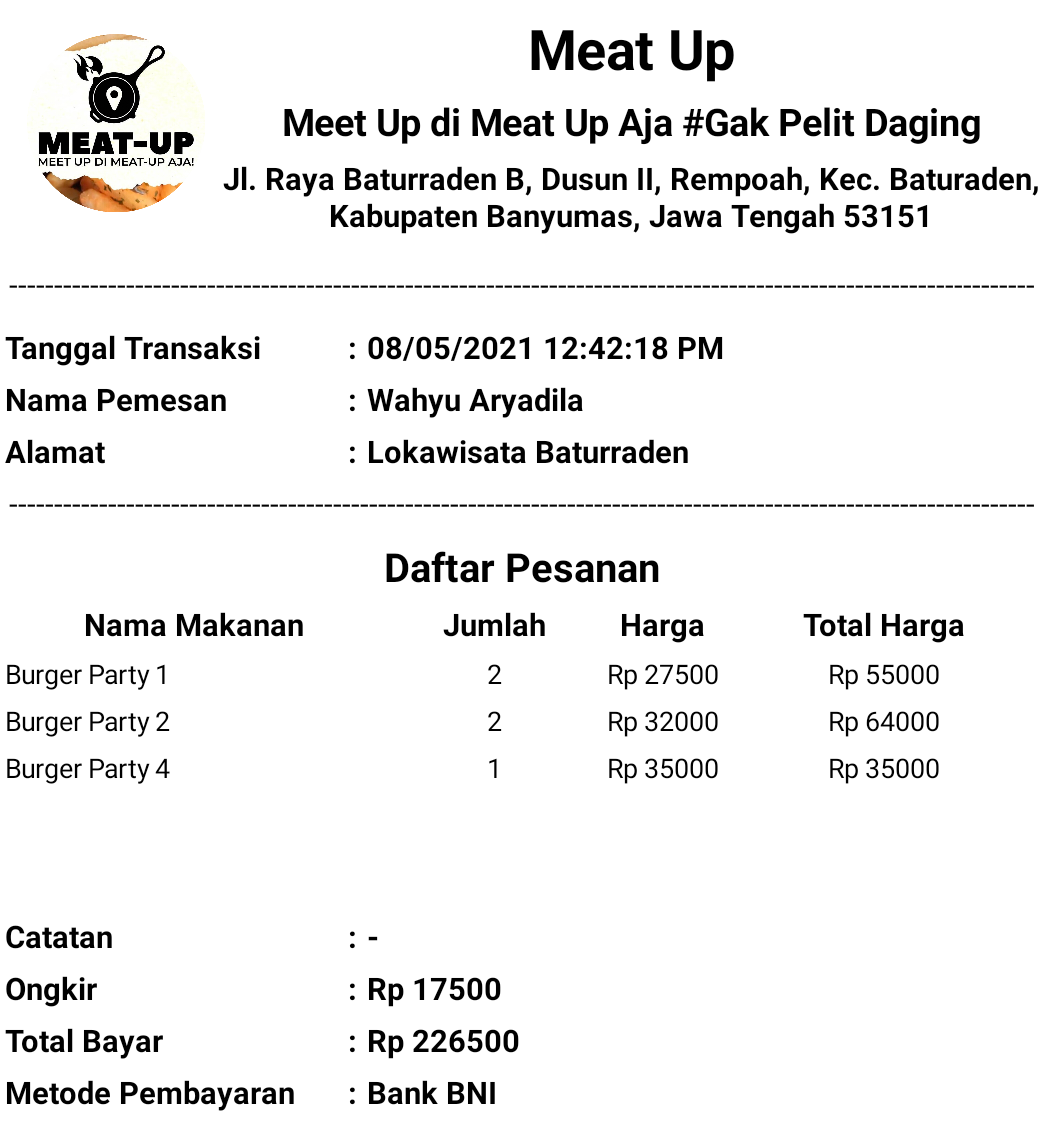 Meat Up
MEAT-UP
MEET UP DI MEAT-UP AJA!
Meet Up di Meat Up Aja #Gak Pelit Daging
Jl. Raya Baturraden B, Dusun II, Rempoah, Kec. Baturaden,
Kabupaten Banyumas, Jawa Tengah 53151
Tanggal Transaksi : 08/05/2021 12:42:18 PM
Nama Pemesan : Wahyu Aryadila
Alamat : Lokawisata Baturraden
Daftar Pesanan
Nama Makanan Jumlah Harga Total Harga
Burger Party 1 2 Rp 27500 Rp 55000
Burger Party 2 2 Rp 32000 Rp 64000
Burger Party 4 1 Rp 35000 Rp 35000
Catatan : -
Ongkir : Rp 17500
Total Bayar : Rp 226500
Metode Pembayaran : Bank BNI